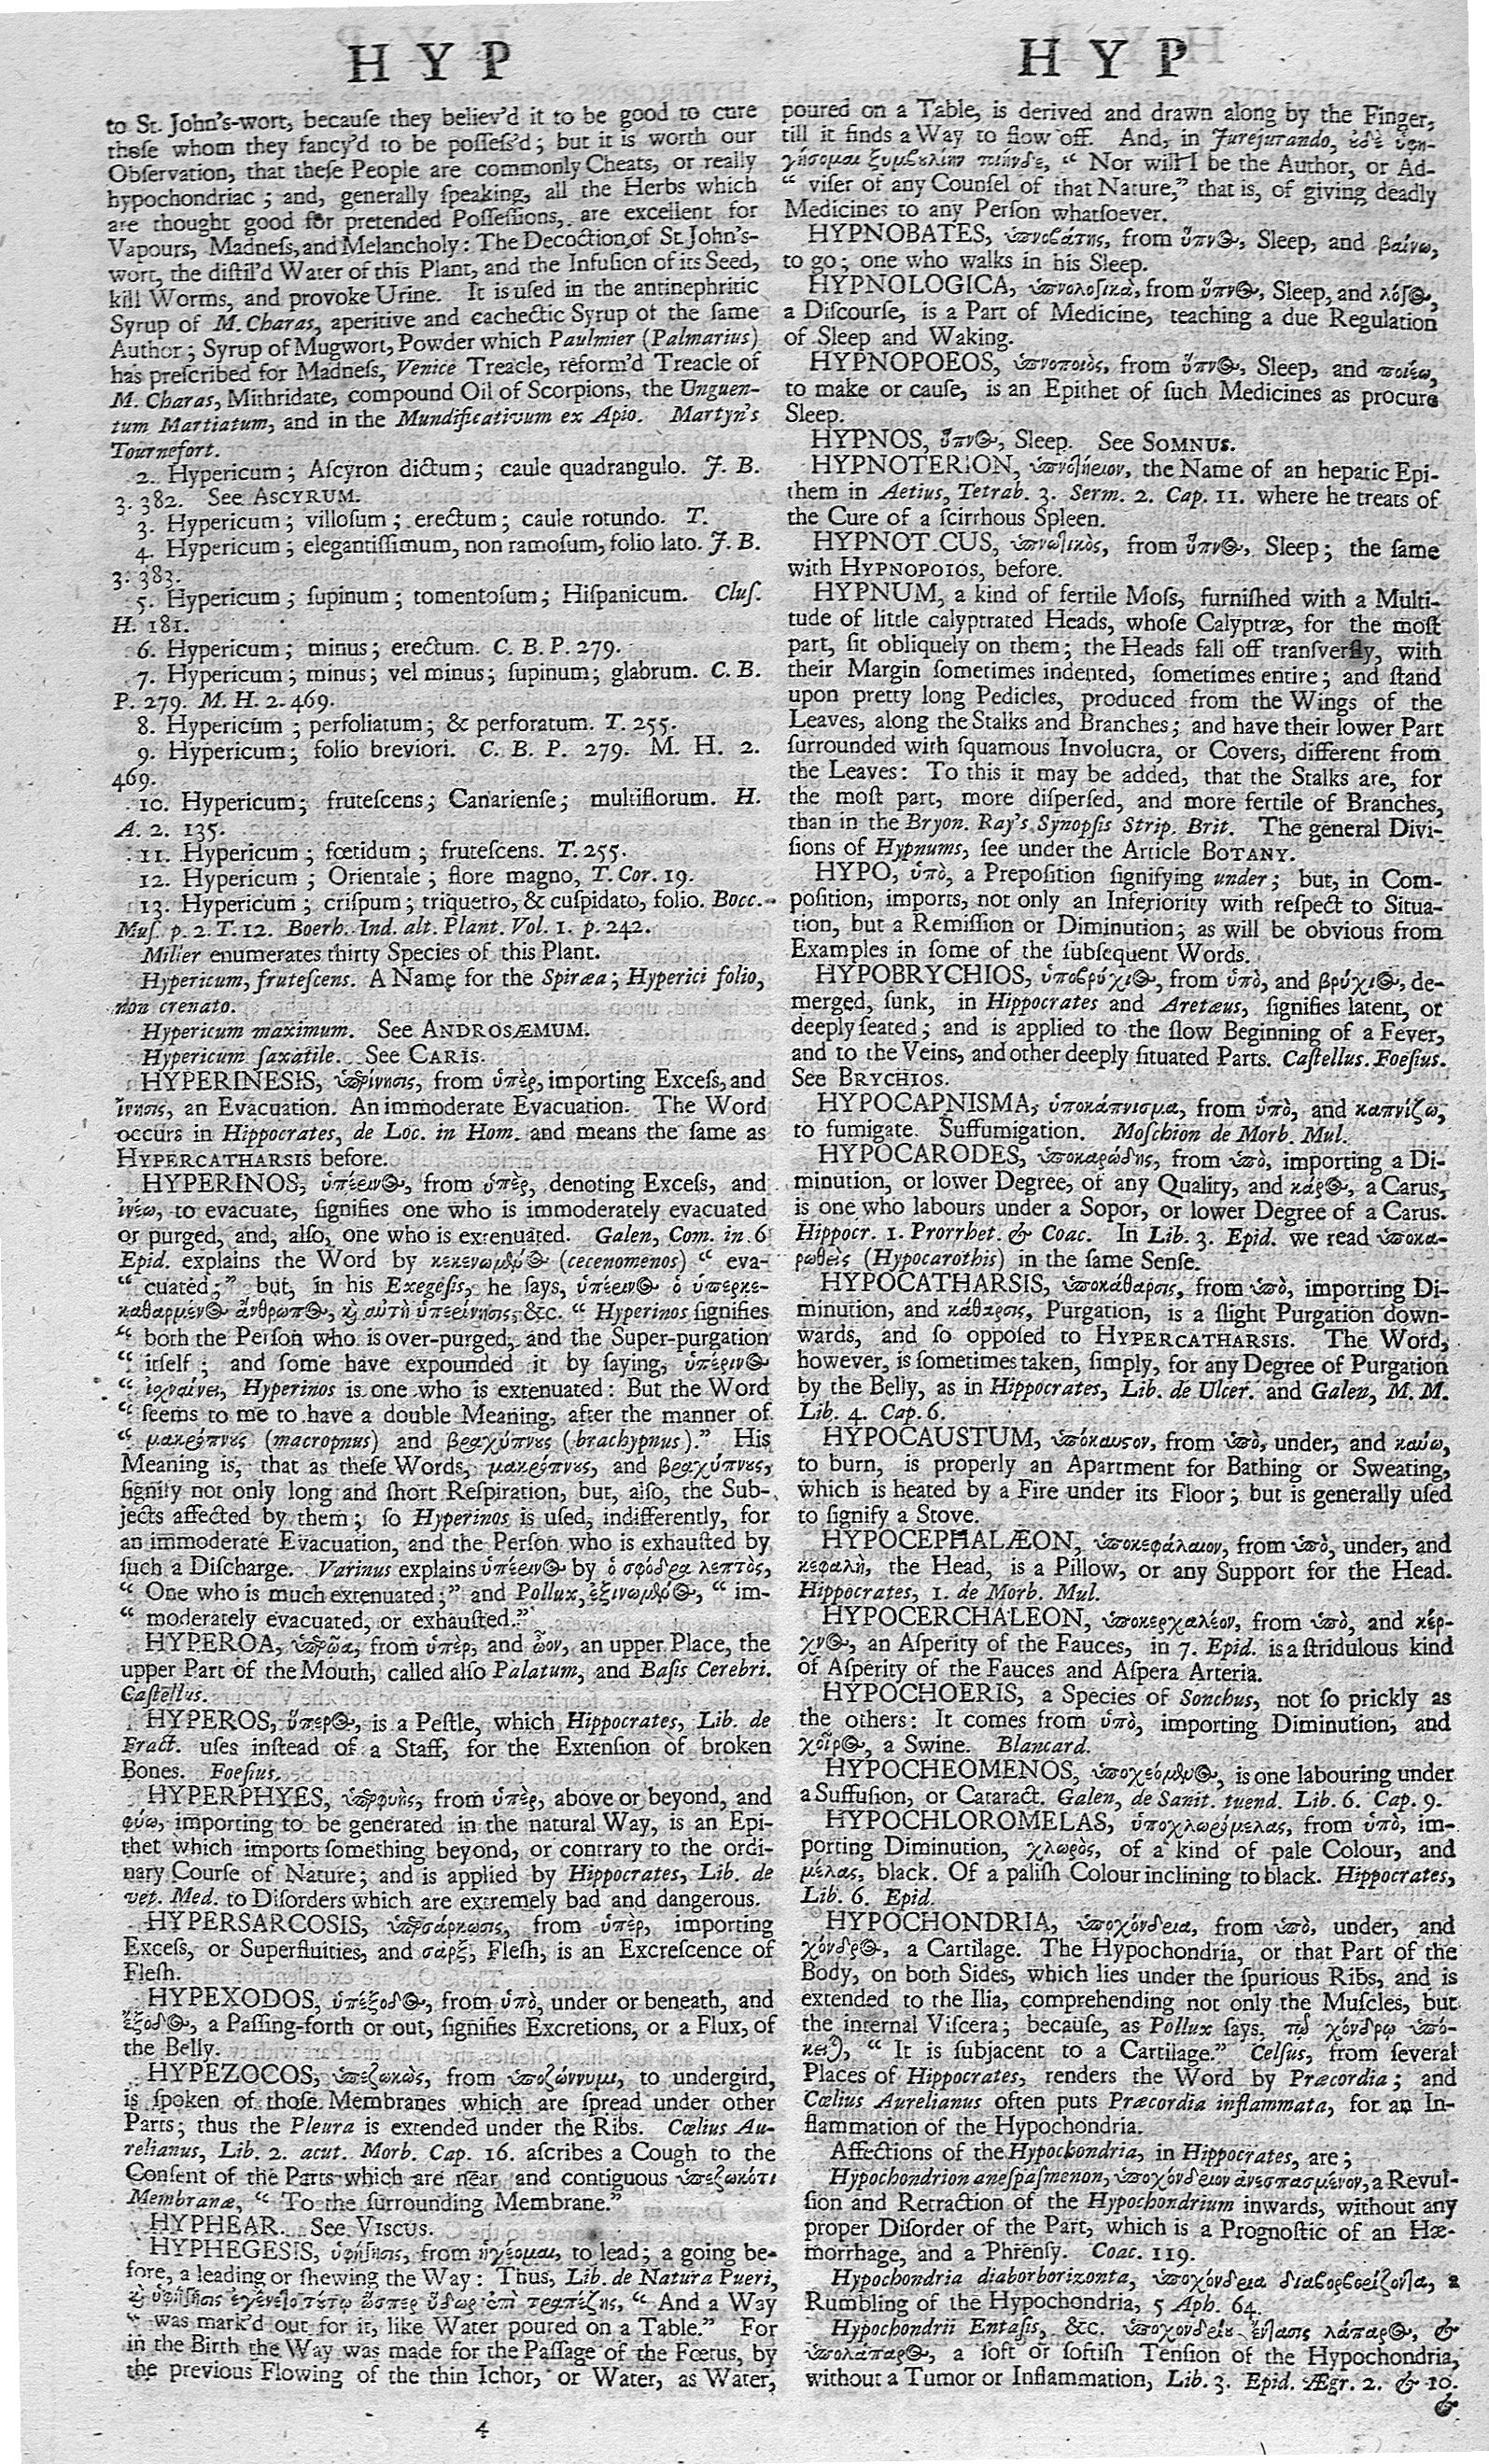 HYP
to St. John's-wort, becauſe they believ'd it to be good to cure
theſe whom they fancy'd to be poſſeſs'd; but it is worth our
Obſervation, that theſe People are commonly Cheats, or really
hypochondriac; and, generally ſpeaking, all the Herbs which
are thought good for pretended Poſſeſſions, are excellent for
Vapours, Madneſs, and Melancholy: The Decoction of St John's-
wort, the diſtil'd Water of this Plant, and the Infuſion of its Seed,
kill Worms, and provoke Urine. It is uſed in the antinephritic
Syrup of M. Charas, aperitive and cachectic Syrup of the ſame
Author; Syrup of Mugwort, Powder which Paulmier (Palmarius)
has preſcribed for Madneſs, Venice Treacle, reform'd Treacle of
M. Charas, Mithridate, compound Oil of Scorpions, the Unguen-
tum Martiatum, and in the Mundificativum ex Apio. Martyn's
Tournefort.
2. Hypericum; Aſcyron dictum; caule quadrangulo. J. B.
3. 382. See ASCYRUM.
3. Hypericum; villoſum; erectum; caule rotundo. T.
4. Hypericum; elegantiſſimum, non ramoſum, folio lato. J. B.
3. 383.
5. Hypericum; ſupinum; tomentoſum; Hiſpanicum. Cluſ.
H. 181.
6. Hypericum; minus; erectum. C. B. P. 279.
7. Hypericum; minus; vel minus; ſupinum; glabrum. C. B.
P. 279. M. H. 2. 469.
8. Hypericum; perfoliatum; & perforatum. T. 255.
9. Hypericum; folio breviori. C. B. P. 279. M. H. 2.
469.
10. Hypericum; fruteſcens; Canarienſe; multiflorum. H.
A. 2. 135.
11. Hypericum; fœtidum; fruteſcens. T. 255.
12. Hypericum; Orientale; flore magno, T. Cor. 19.
13. Hypericum; criſpum; triquetro, & cuſpidato, folio. Bocc.
Muſ. p. 2. T. 12. Boerh. Ind. alt. Plant. Vol. 1. p. 242.
Miller enumerates thirty Species of this Plant.
Hypericum, fruteſcens. A Name for the Spiræa; Hyperici folio,
non crenato.
Hypericum maximum. See ANDROSÆMUM.
Hypericum ſaxatile. See CARIS.
HYPERINESIS, ὑπερίνησις, from ὑπὲρ, importing Exceſs, and
ἴνησις, an Evacuation. An immoderate Evacuation. The Word
occurs in Hippocrates, de Loc. in Hom. and means the ſame as
HYPERCATHARSIS before.
HYPERINOS, ὑπέρινος, from ὑπὲρ, denoting Exceſs, and
ἰνέω, to evacuate, ſignifies one who is immoderately evacuated
or purged, and, alſo, one who is extenuated. Galen, Com. in 6
Epid. explains the Word by κεκενωμένος (cecenomenos) “ eva-
“ cuated;” but, in his Exegeſis, he ſays, ὑπέρινος ὁ ὑπερκε-
καθαρμένος ἄνθρωπος, καὶ αὐτὴ ὑπερίνησις, &c. “ Hyperinos ſignifies
“ both the Perſon who is over-purged, and the Super-purgation
“ itſelf; and ſome have expounded it by ſaying, ὑπέρινος
“ ἰσχναίνει, Hyperinos is one who is extenuated: But the Word
“ ſeems to me to have a double Meaning, after the manner of
“ μακρόπνους (macropnus) and βραχύπνους (brachypnus).” His
Meaning is, that as theſe Words, μακρόπνους, and βραχύπνους,
ſignify not only long and ſhort Reſpiration, but, alſo, the Sub-
jects affected by them; ſo Hyperinos is uſed, indifferently, for
an immoderate Evacuation, and the Perſon who is exhauſted by
ſuch a Diſcharge. Varinus explains ὑπέρινος by ὁ σφόδρα λεπτὸς,
“ One who is much extenuated;” and Pollux, ἐξινωμένος, “ im-
“ moderately evacuated, or exhauſted.”
HYPEROA, ὑπερῶα, from ὑπὲρ, and ὦον, an upper Place, the
upper Part of the Mouth, called alſo Palatum, and Baſis Cerebri.
Caſtellus.
HYPEROS, ὕπερος, is a Peſtle, which Hippocrates, Lib. de
Fract. uſes inſtead of a Staff, for the Extenſion of broken
Bones. Foeſius.
HYPERPHYES, ὑπερφυὴς, from ὑπὲρ, above or beyond, and
φύω, importing to be generated in the natural Way, is an Epi-
thet which imports ſomething beyond, or contrary to the ordi-
nary Courſe of Nature; and is applied by Hippocrates, Lib. de
vet. Med. to Diſorders which are extremely bad and dangerous.
HYPERSARCOSIS, ὑπερσάρκωσις, from ὑπὲρ, importing
Exceſs, or Superfluities, and σάρξ, Fleſh, is an Excreſcence of
Fleſh.
HYPEXODOS, ὑπέξοδος, from ὑπὸ, under or beneath, and
ἔξοδος, a Paſſing-forth or out, ſignifies Excretions, or a Flux, of
the Belly.
HYPEZOCOS, ὑπεζωκὼς, from ὑποζώννυμι, to undergird,
is ſpoken of thoſe Membranes which are ſpread under other
Parts; thus the Pleura is extended under the Ribs. Cœlius Au-
relianus, Lib. 2. acut. Morb. Cap. 16. aſcribes a Cough to the
Conſent of the Parts which are near and contiguous ὑπεζωκότι
Membranæ, “ To the ſurrounding Membrane.”
HYPHEAR. See VISCUS.
HYPHEGESIS, ὑφήγησις, from ἡγέομαι, to lead; a going be-
fore, a leading or ſhewing the Way: Thus, Lib. de Natura Pueri,
καὶ ὑφήγησις ἐγένετο τούτῳ ὥσπερ ὕδωρ ἐπὶ τραπέζης, “ And a Way
“ was mark'd out for it, like Water poured on a Table.” For
in the Birth the Way was made for the Paſſage of the Fœtus, by
the previous Flowing of the thin Ichor, or Water, as Water,
4
HYP
poured on a Table, is derived and drawn along by the Finger,
till it finds a Way to flow off. And, in Jurejurando, οὐδὲ ὑφη-
γήσομαι ξυμβουλίην τοιήνδε, “ Nor will I be the Author, or Ad-
“ viſer of any Counſel of that Nature,” that is, of giving deadly
Medicines to any Perſon whatſoever.
HYPNOBATES, ὑπνοβάτης, from ὕπνος, Sleep, and βαίνω,
to go; one who walks in his Sleep.
HYPNOLOGICA, ὑπνολογικὰ, from ὕπνος, Sleep, and λόγος,
a Diſcourſe, is a Part of Medicine, teaching a due Regulation
of Sleep and Waking.
HYPNOPOEOS, ὑπνοποιὸς, from ὕπνος, Sleep, and ποιέω,
to make or cauſe, is an Epithet of ſuch Medicines as procure
Sleep.
HYPNOS, ὕπνος, Sleep. See SOMNUS.
HYPNOTERION, ὑπνωτήριον, the Name of an hepatic Epi-
them in Aetius, Tetrab. 3. Serm. 2. Cap. 11. where he treats of
the Cure of a ſcirrhous Spleen.
HYPNOT CUS, ὑπνωτικὸς, from ὕπνος, Sleep; the ſame
with HYPNOPOIOS, before.
HYPNUM, a kind of fertile Moſs, furniſhed with a Multi-
tude of little calyptrated Heads, whoſe Calyptræ, for the moſt
part, ſit obliquely on them; the Heads fall off tranſverſly, with
their Margin ſometimes indented, ſometimes entire; and ſtand
upon pretty long Pedicles, produced from the Wings of the
Leaves, along the Stalks and Branches; and have their lower Part
ſurrounded with ſquamous Involucra, or Covers, different from
the Leaves: To this it may be added, that the Stalks are, for
the moſt part, more diſperſed, and more fertile of Branches,
than in the Bryon. Ray's Synopſis Strip. Brit. The general Divi-
ſions of Hypnums, ſee under the Article BOTANY.
HYPO, ὑπὸ, a Prepoſition ſignifying under; but, in Com-
poſition, imports, not only an Inferiority with reſpect to Situa-
tion, but a Remiſſion or Diminution; as will be obvious from
Examples in ſome of the ſubſequent Words.
HYPOBRYCHIOS, ὑποβρύχιος, from ὑπὸ, and βρύχιος, de-
merged, ſunk, in Hippocrates and Aretæus, ſignifies latent, or
deeply ſeated; and is applied to the ſlow Beginning of a Fever,
and to the Veins, and other deeply ſituated Parts. Caſtellus. Foeſius.
See BRYCHIOS.
HYPOCAPNISMA, ὑποκάπνισμα, from ὑπὸ, and καπνίζω,
to fumigate. Suffumigation. Moſchion de Morb. Mul.
HYPOCARODES, ὑποκαρώδης, from ὑπὸ, importing a Di-
minution, or lower Degree, of any Quality, and κάρος, a Carus,
is one who labours under a Sopor, or lower Degree of a Carus.
Hippocr. 1. Prorrhet. & Coac. In Lib. 3. Epid. we read ὑποκα-
ρωθεὶς (Hypocarothis) in the ſame Senſe.
HYPOCATHARSIS, ὑποκάθαρσις, from ὑπὸ, importing Di-
minution, and κάθαρσις, Purgation, is a ſlight Purgation down-
wards, and ſo oppoſed to HYPERCATHARSIS. The Word,
however, is ſometimes taken, ſimply, for any Degree of Purgation
by the Belly, as in Hippocrates, Lib. de Ulcer. and Galen, M. M.
Lib. 4. Cap. 6.
HYPOCAUSTUM, ὑπόκαυστον, from ὑπὸ, under, and καύω,
to burn, is properly an Apartment for Bathing or Sweating,
which is heated by a Fire under its Floor; but is generally uſed
to ſignify a Stove.
HYPOCEPHALÆON, ὑποκεφάλαιον, from ὑπὸ, under, and
κεφαλὴ, the Head, is a Pillow, or any Support for the Head.
Hippocrates, 1. de Morb. Mul.
HYPOCERCHALEON, ὑποκερχαλέον, from ὑπὸ, and κέρ-
χνος, an Aſperity of the Fauces, in 7. Epid. is a ſtridulous kind
of Aſperity of the Fauces and Aſpera Arteria.
HYPOCHOERIS, a Species of Sonchus, not ſo prickly as
the others: It comes from ὑπὸ, importing Diminution, and
χοῖρος, a Swine. Blancard.
HYPOCHEOMENOS, ὑποχεόμενος, is one labouring under
a Suffuſion, or Cataract. Galen, de Sanit. tuend. Lib. 6. Cap. 9.
HYPOCHLOROMELAS, ὑποχλωρόμελας, from ὑπὸ, im-
porting Diminution, χλωρὸς, of a kind of pale Colour, and
μέλας, black. Of a paliſh Colour inclining to black. Hippocrates,
Lib. 6. Epid.
HYPOCHONDRIA, ὑποχόνδρια, from ὑπὸ, under, and
χόνδρος, a Cartilage. The Hypochondria, or that Part of the
Body, on both Sides, which lies under the ſpurious Ribs, and is
extended to the Ilia, comprehending not only the Muſcles, but
the internal Viſcera; becauſe, as Pollux ſays, τῷ χόνδρῳ ὑπό-
κειται, “ It is ſubjacent to a Cartilage.” Celſus, from ſeveral
Places of Hippocrates, renders the Word by Præcordia; and
Cœlius Aurelianus often puts Præcordia inflammata, for an In-
flammation of the Hypochondria.
Affections of the Hypochondria, in Hippocrates, are;
Hypochondrion aneſpaſmenon, ὑποχόνδριον ἀνεσπασμένον, a Revul-
ſion and Retraction of the Hypochondrium inwards, without any
proper Diſorder of the Part, which is a Prognoſtic of an Hæ-
morrhage, and a Phrenſy. Coac. 119.
Hypochondria diaborborizonta, ὑποχόνδρια διαβορβορίζοντα, a
Rumbling of the Hypochondria, 5 Aph. 64.
Hypochondrii Entaſis, &c. ὑποχονδρίου ἔντασις λάπαρος, &
ὑπολάπαρος, a ſoft or ſoftiſh Tenſion of the Hypochondria,
without a Tumor or Inflammation, Lib. 3. Epid. Ægr. 2. & 10.
&